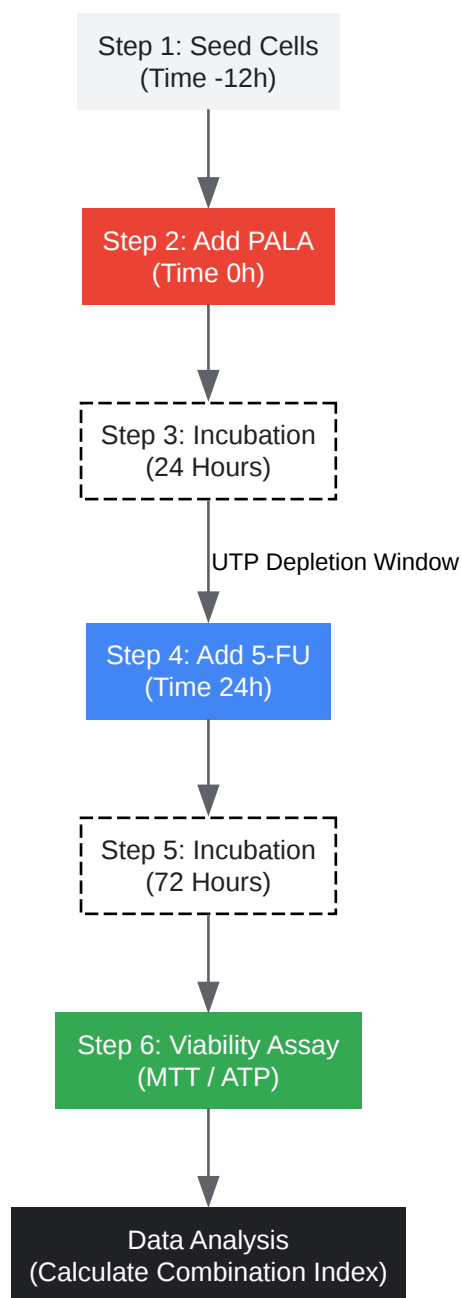 Step 1: Seed Cells
(Time -12h)
Step 2: Add PALA
(Time 0h)
Step 3: Incubation
(24 Hours)
UTP Depletion Window
Step 4: Add 5-FU
(Time 24h)
Step 5: Incubation
(72 Hours)
Step 6: Viability Assay
(MTT / ATP)
Data Analysis
(Calculate Combination Index)